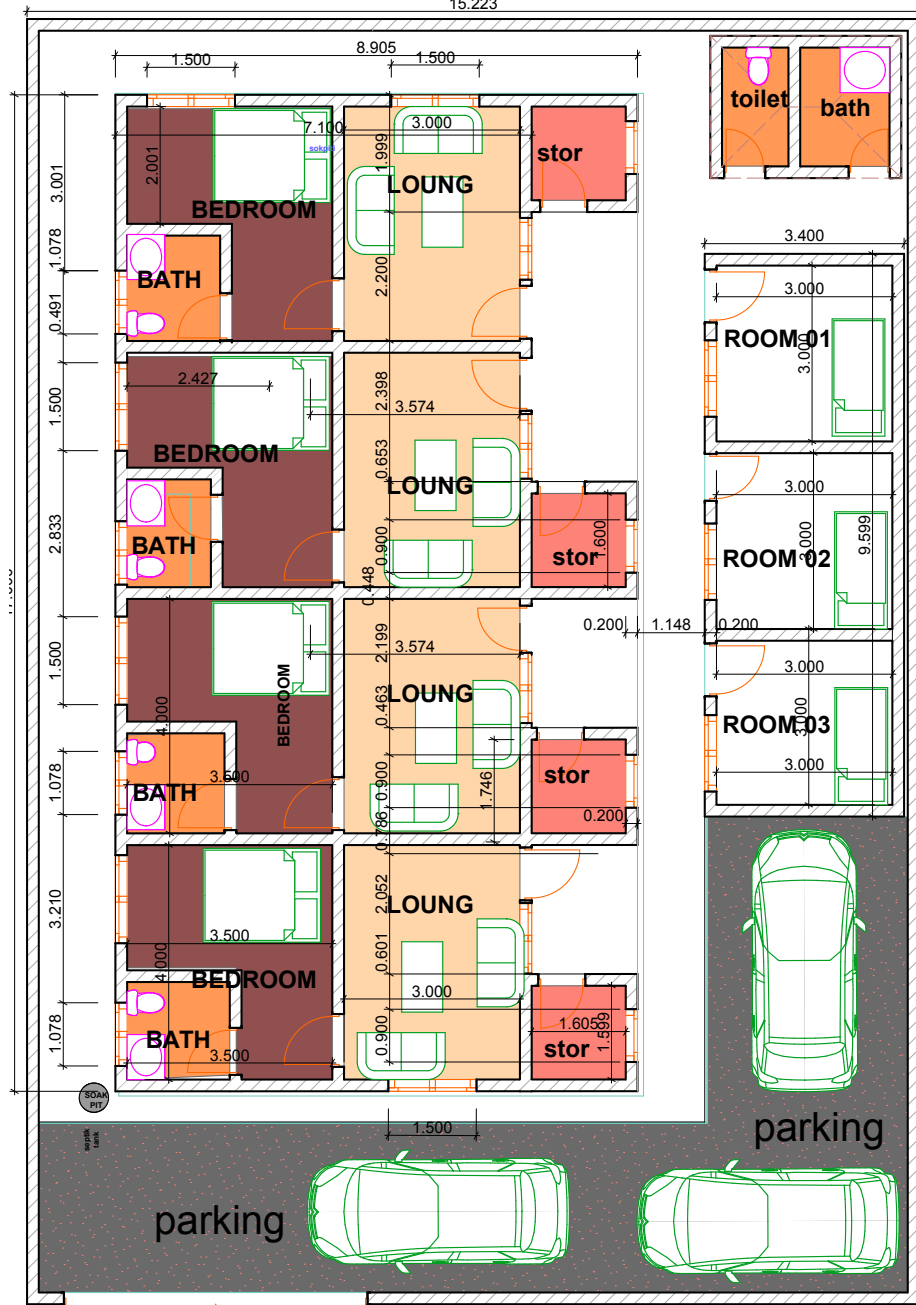 15.223
8.905
1.500
1.500
7.100
3.000
sokpit
toilet
bath
stor
3.001
2.001
1.999
LOUNG
BEDROOM
3.400
1.078
BATH
2.200
3.000
0.491
ROOM 01
3.000
1.500
2.427
2.398
3.574
BEDROOM
0.653
LOUNG
3.000
2.833
BATH
0.900
stor
1.600
ROOM 02
3.000
9.599
0.448
0.200
1.148
0.200
1.500
2.199
3.574
3.000
BEDROOM
LOUNG
4.000
0.463
ROOM 03
3.000
1.078
3.500
BATH
0.900
1.746
stor
3.000
0.786
0.200
3.210
2.052
LOUNG
3.500
4.000
0.601
BEDROOM
3.000
1.078
BATH
0.900
1.605
1.599
stor
3.500
SOAK
PIT
septik
tank
1.500
parking
parking